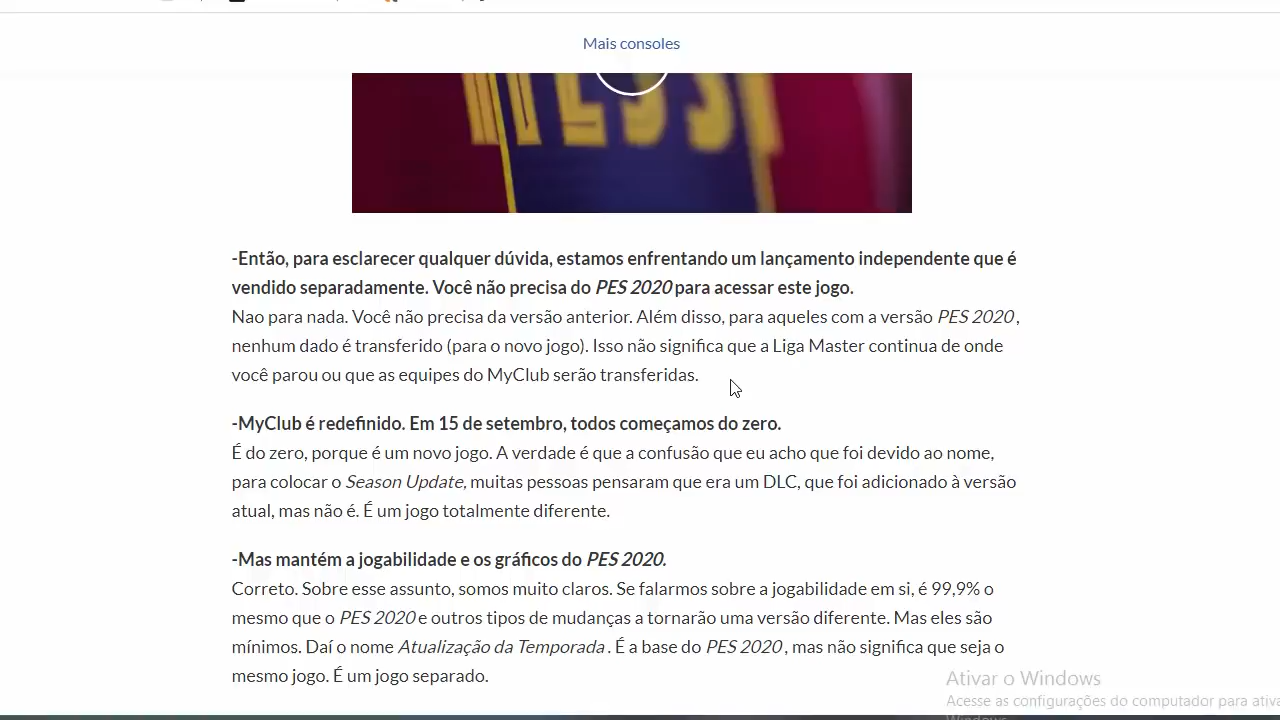 Mais consoles
MESSI
-Então, para esclarecer qualquer dúvida, estamos enfrentando um lançamento independente que é
vendido separadamente. Você não precisa do PES 2020 para acessar este jogo.
Nao para nada. Você não precisa da versão anterior. Além disso, para aqueles com a versão PES 2020 ,
nenhum dado é transferido (para o novo jogo). Isso não significa que a Liga Master continua de onde
você parou ou que as equipes do MyClub serão transferidas.
-MyClub é redefinido. Em 15 de setembro, todos começamos do zero.
É do zero, porque é um novo jogo. A verdade é que a confusão que eu acho que foi devido ao nome,
para colocar o Season Update, muitas pessoas pensaram que era um DLC, que foi adicionado à versão
atual, mas não é. É um jogo totalmente diferente.
-Mas mantém a jogabilidade e os gráficos do PES 2020.
Correto. Sobre esse assunto, somos muito claros. Se falarmos sobre a jogabilidade em si, é 99,9% o
mesmo que o PES 2020 e outros tipos de mudanças a tornarão uma versão diferente. Mas eles são
mínimos. Daí o nome Atualização da Temporada . É a base do PES 2020 , mas não significa que seja o
mesmo jogo. É um jogo separado.
Ativar o Windows
Acesse as configurações do computador para ativa
Windows